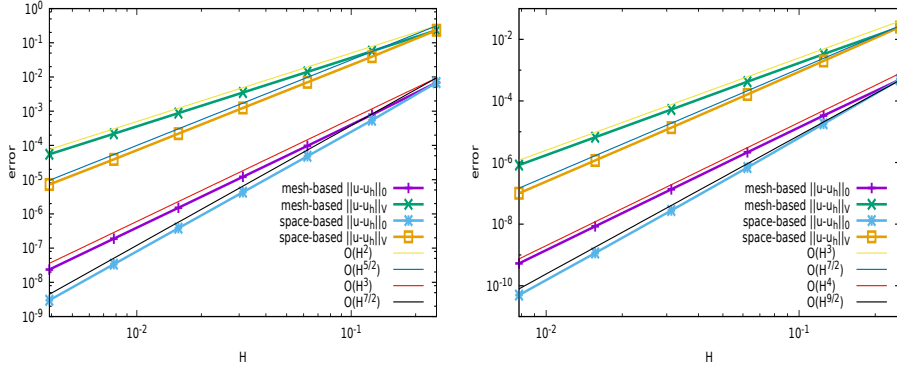 10^0
10^-1
10^-2
10^-3
10^-4
10^-5
10^-6
10^-7
10^-8
10^-9
error
10^-2
10^-1
H
mesh-based ||u-u_h||_0
mesh-based ||u-u_h||_V
space-based ||u-u_h||_0
space-based ||u-u_h||_V
O(H^2)
O(H^5/2)
O(H^3)
O(H^7/2)
10^-2
10^-4
10^-6
10^-8
10^-10
error
10^-2
10^-1
H
mesh-based ||u-u_h||_0
mesh-based ||u-u_h||_V
space-based ||u-u_h||_0
space-based ||u-u_h||_V
O(H^3)
O(H^7/2)
O(H^4)
O(H^9/2)